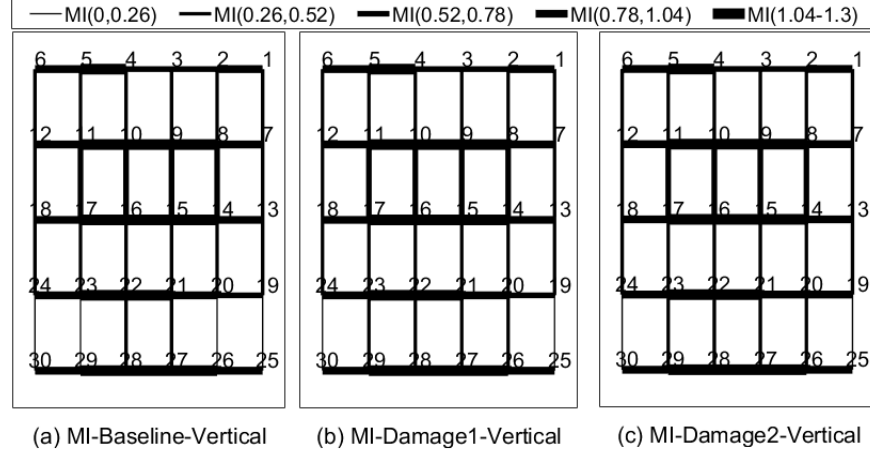 MI(0,0.26) MI(0.26,0.52) MI(0.52,0.78) MI(0.78,1.04) MI(1.04-1.3)
6 5 4 3 2 1 6 5 4 3 2 1 6 5 4 3 2 1
12 11 10 9 8 7 12 11 10 9 8 7 12 11 10 9 8 7
18 17 16 15 14 13 18 17 16 15 14 13 18 17 16 15 14 13
24 23 22 21 20 19 24 23 22 21 20 19 24 23 22 21 20 19
30 29 28 27 26 25 30 29 28 27 26 25 30 29 28 27 26 25
(a) MI-Baseline-Vertical (b) MI-Damage1-Vertical (c) MI-Damage2-Vertical